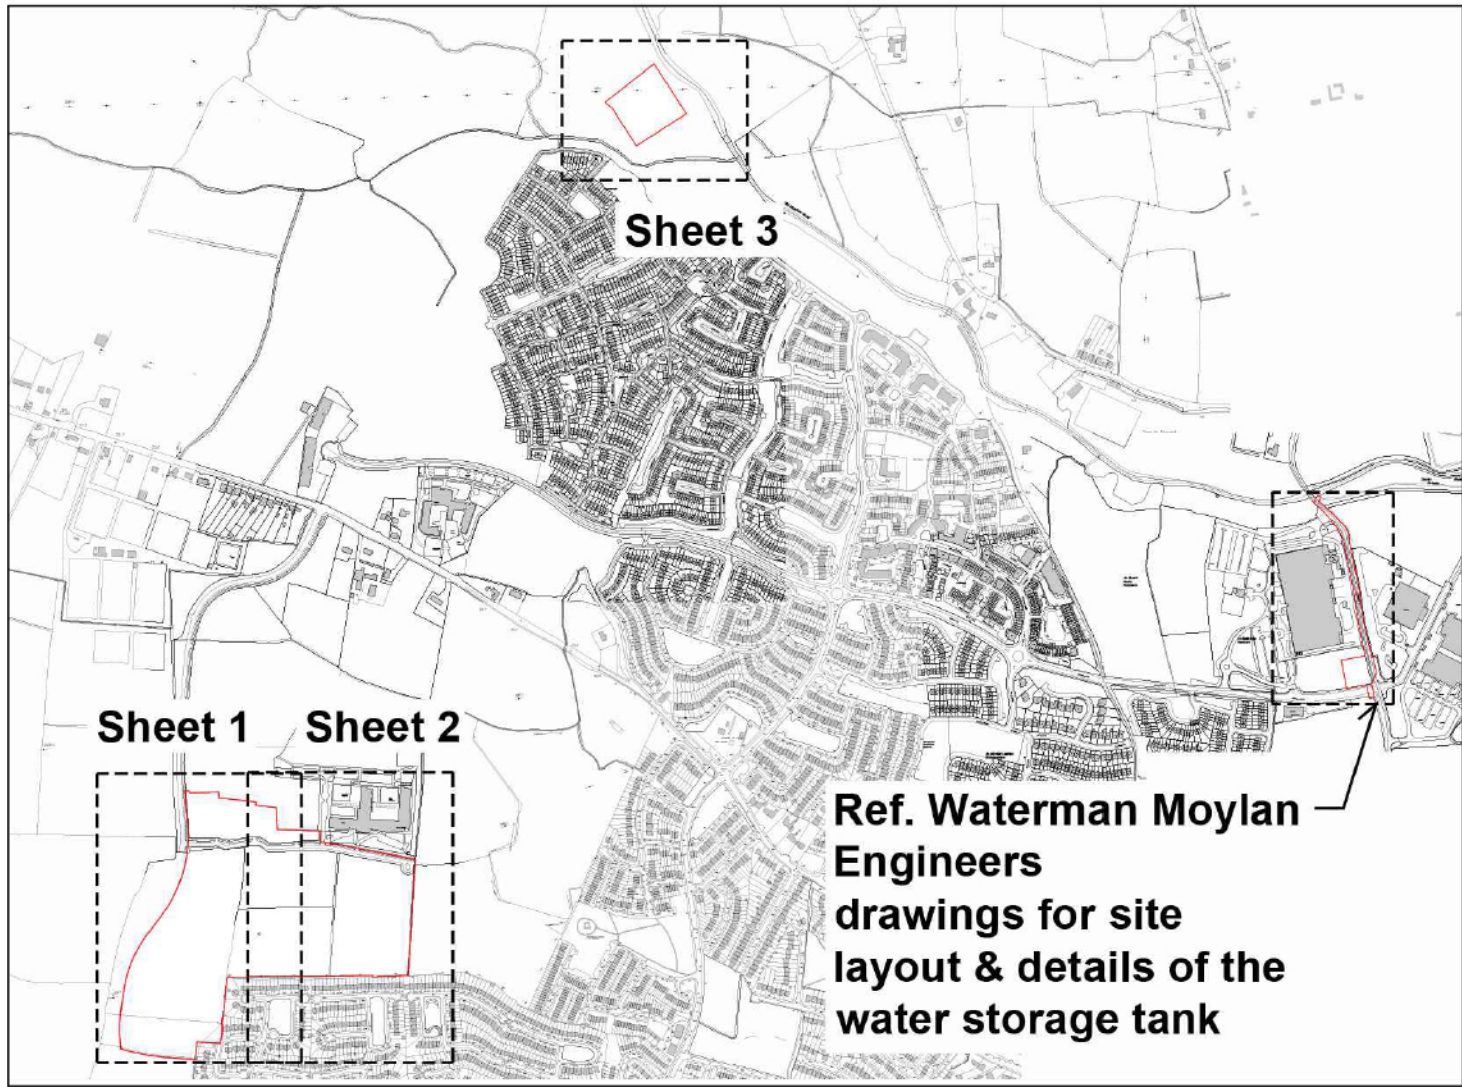 Sheet 3
Sheet 1
Sheet 2
Ref. Waterman Moylan
Engineers
drawings for site
layout & details of the
water storage tank